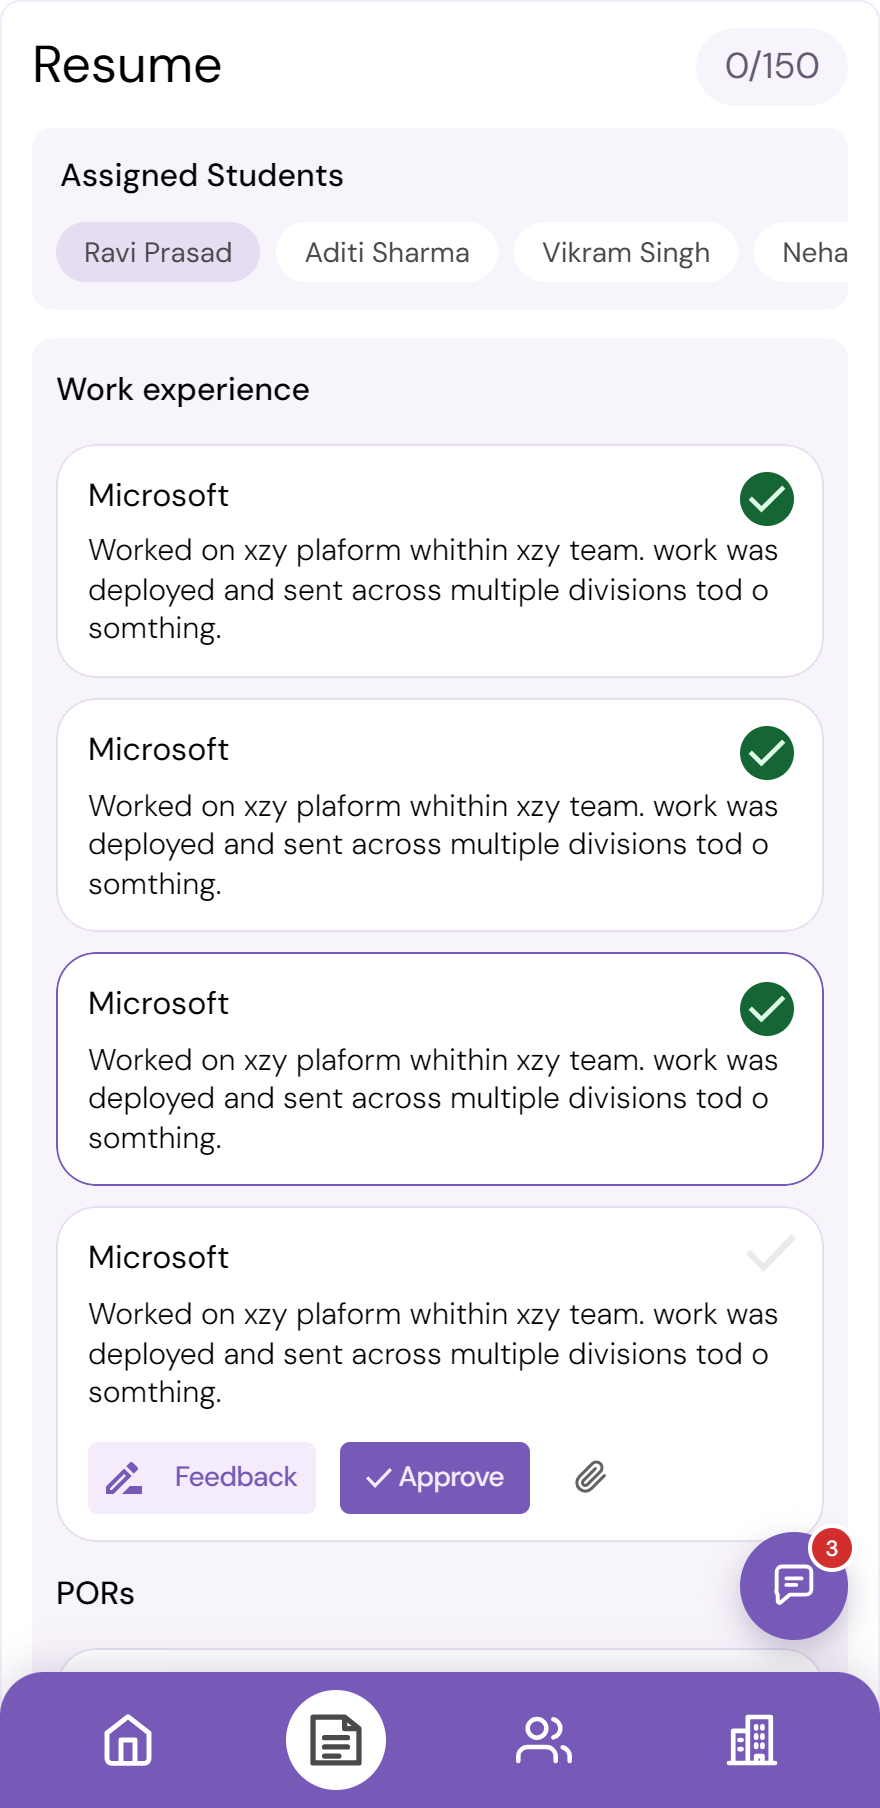 Resume
0/150
Assigned Students
Ravi Prasad
Aditi Sharma
Vikram Singh
Neha
Work experience
Microsoft
Worked on xzy plaform whithin xzy team. work was
deployed and sent across multiple divisions tod o
somthing.
Microsoft
Worked on xzy plaform whithin xzy team. work was
deployed and sent across multiple divisions tod o
somthing.
Microsoft
Worked on xzy plaform whithin xzy team. work was
deployed and sent across multiple divisions tod o
somthing.
Microsoft
Worked on xzy plaform whithin xzy team. work was
deployed and sent across multiple divisions tod o
somthing.
Feedback
Approve
3
PORs